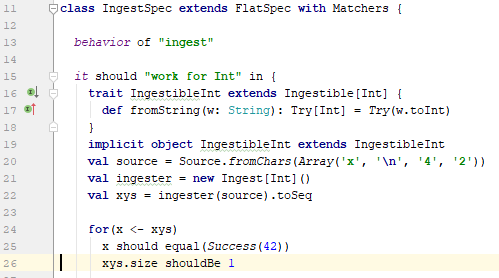 11 class IngestSpec extends FlatSpec with Matchers {
12
13 behavior of "ingest"
14
15 it should "work for Int" in {
16 trait IngestibleInt extends Ingestible[Int] {
17 def fromString(w: String): Try[Int] = Try(w.toInt)
18 }
19 implicit object IngestibleInt extends IngestibleInt
20 val source = Source.fromChars(Array('x', '\n', '4', '2'))
21 val ingester = new Ingest[Int]()
22 val xys = ingester(source).toSeq
23
24 for(x <- xys)
25 x should equal(Success(42))
26 xys.size shouldBe 1